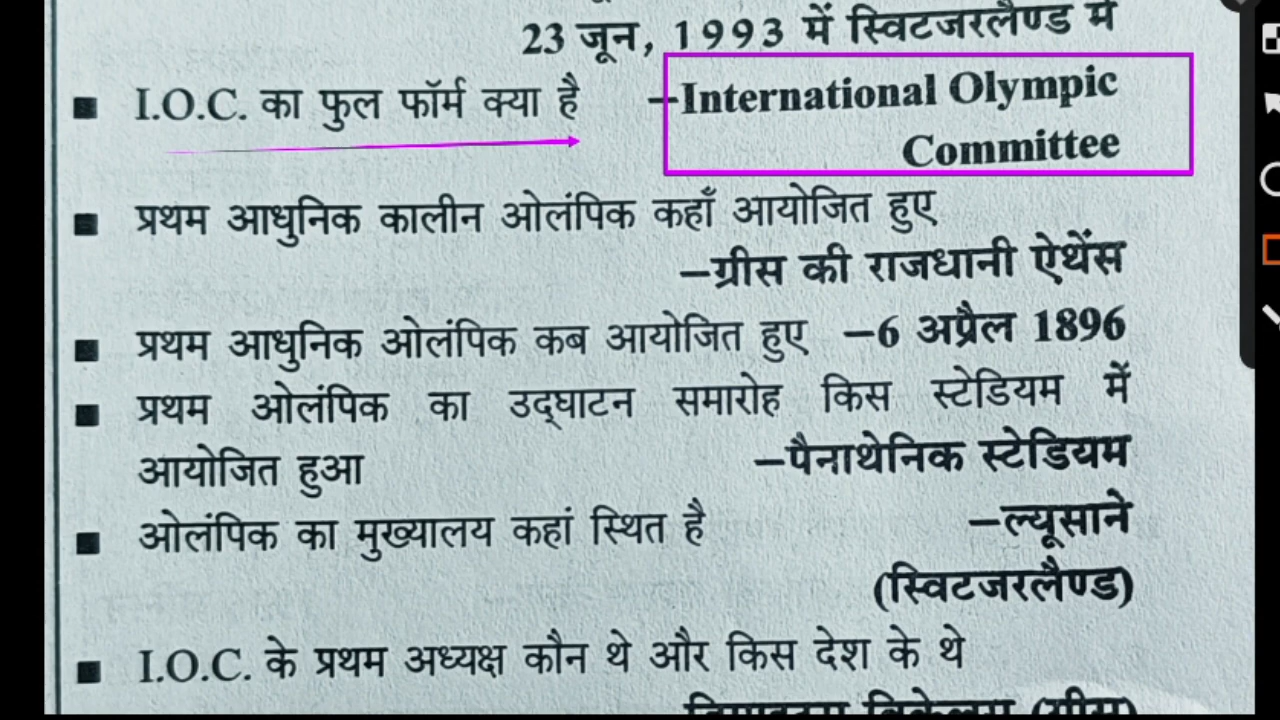 23 जून, 1993 में स्विटजरलैण्ड में
■ I.O.C. का फुल फॉर्म क्या है –International Olympic
Committee
■ प्रथम आधुनिक कालीन ओलंपिक कहाँ आयोजित हुए
–ग्रीस की राजधानी ऐथेंस
■ प्रथम आधुनिक ओलंपिक कब आयोजित हुए –6 अप्रैल 1896
■ प्रथम ओलंपिक का उद्घाटन समारोह किस स्टेडियम में
आयोजित हुआ –पैनाथेनिक स्टेडियम
■ ओलंपिक का मुख्यालय कहां स्थित है –ल्यूसाने
(स्विटजरलैण्ड)
■ I.O.C. के प्रथम अध्यक्ष कौन थे और किस देश के थे